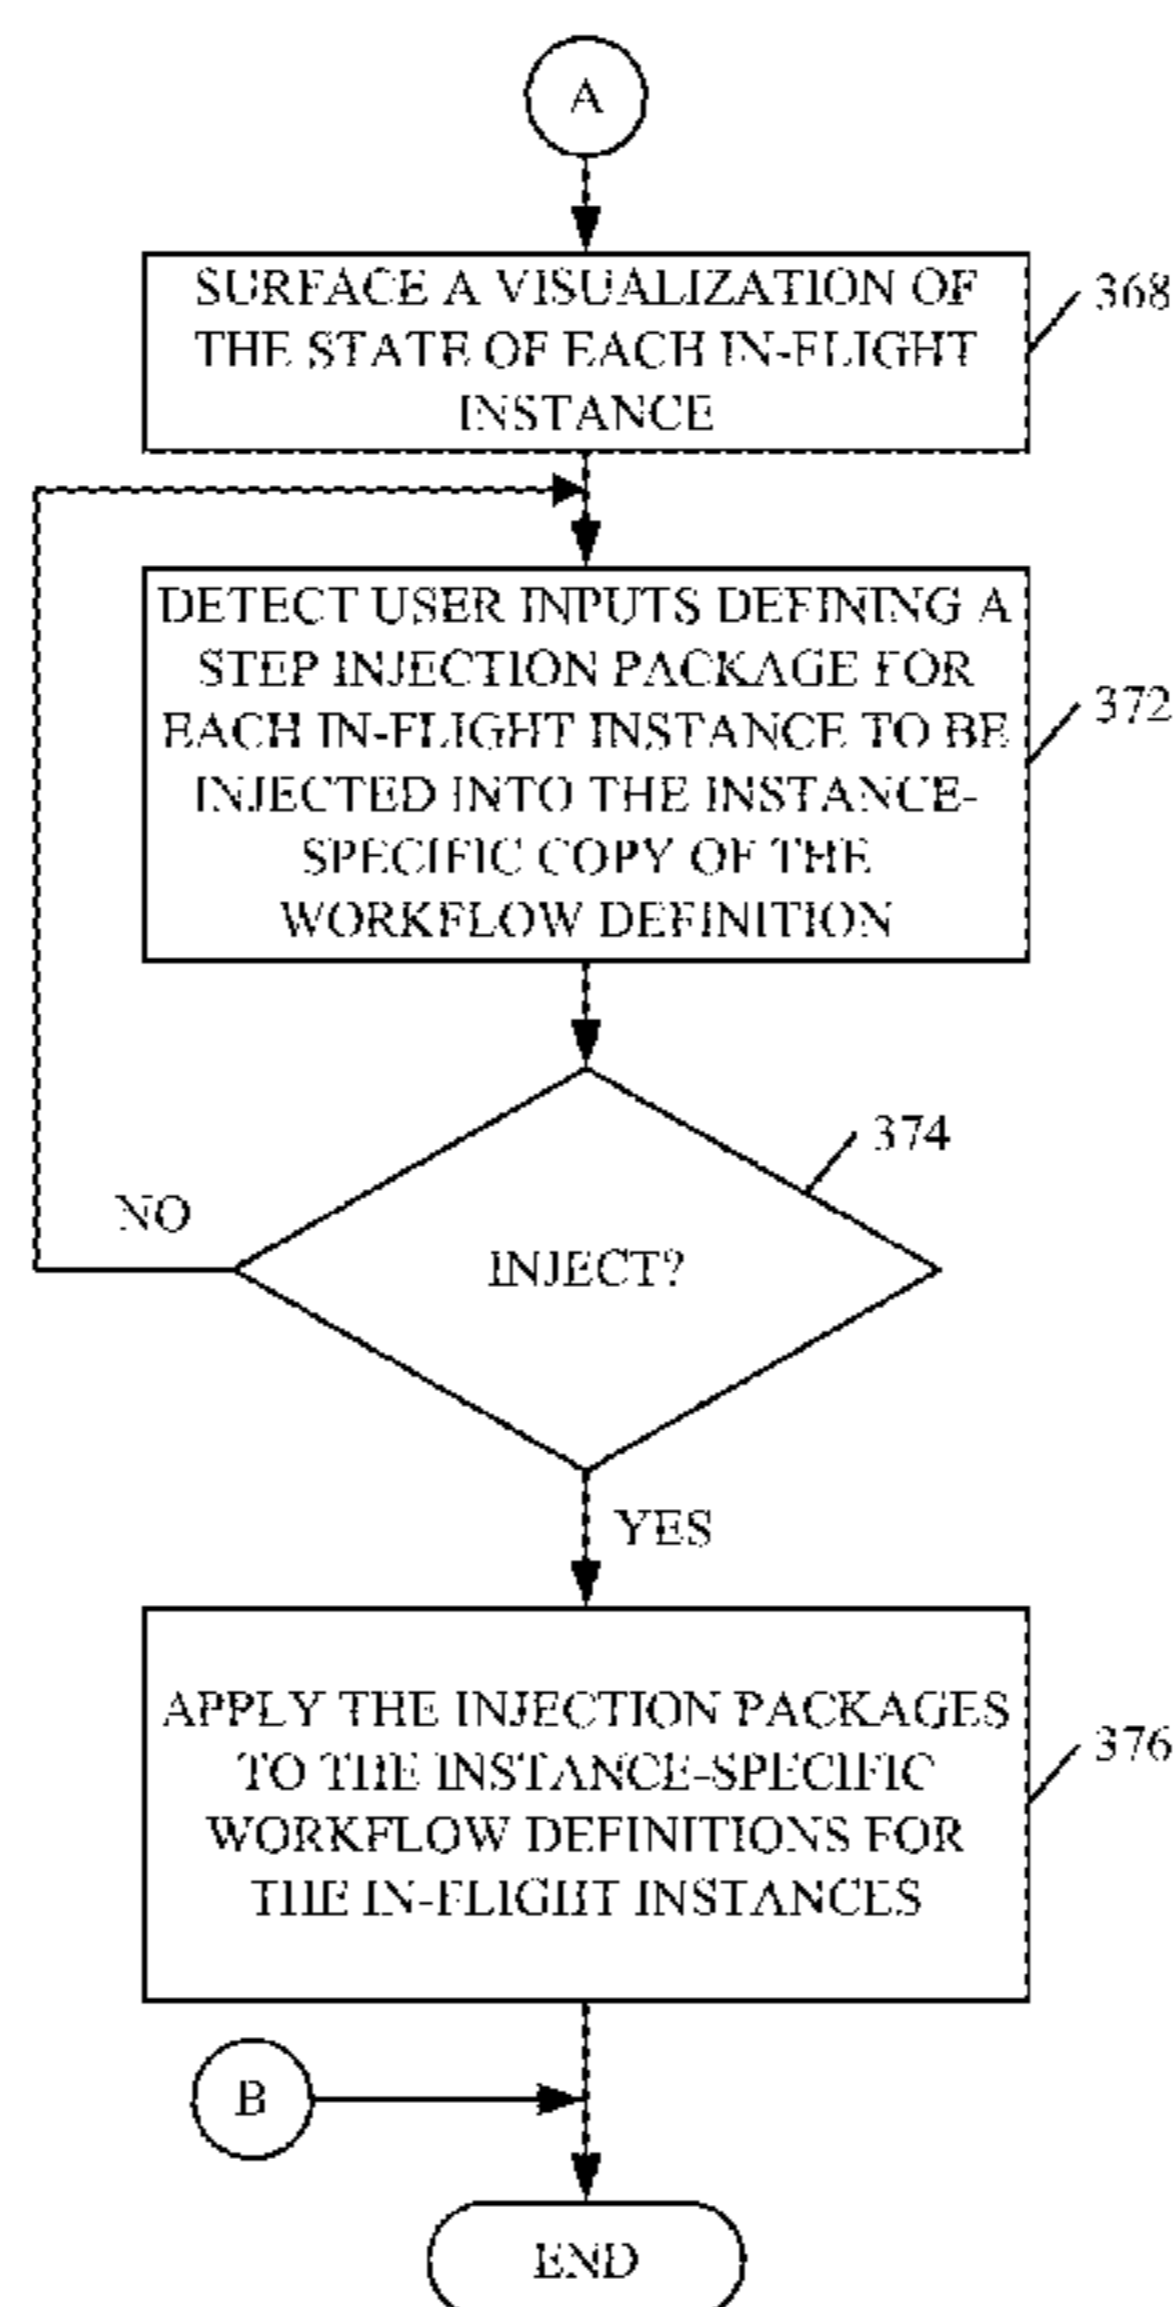 A
SURFACE A VISUALIZATION OF
THE STATE OF EACH IN-FLIGHT
INSTANCE
368
DETECT USER INPUTS DEFINING A
STEP INJECTION PACKAGE FOR
EACH IN-FLIGHT INSTANCE TO BE
INJECTED INTO THE INSTANCE-
SPECIFIC COPY OF THE
WORKFLOW DEFINITION
372
374
NO
INJECT?
YES
APPLY THE INJECTION PACKAGES
TO THE INSTANCE-SPECIFIC
WORKFLOW DEFINITIONS FOR
THE IN-FLIGHT INSTANCES
376
B
END